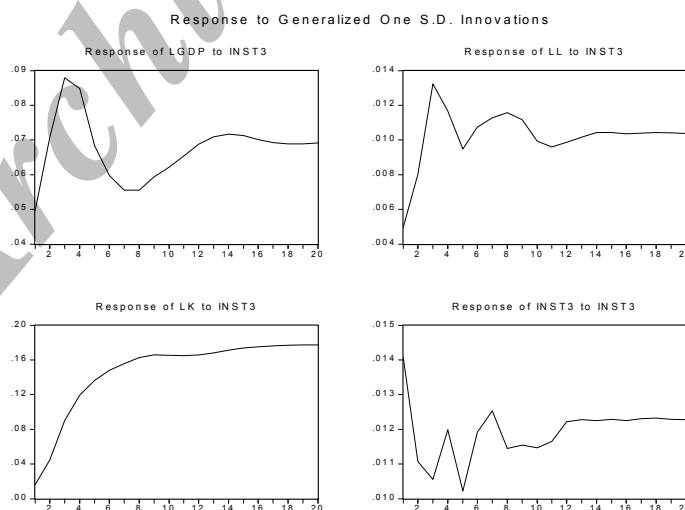 Response to Generalized One S.D. Innovations
Response of LGDP to INST3
Response of LL to INST3
.09
.08
.07
.06
.05
.04
2 4 6 8 10 12 14 16 18 20
.014
.012
.010
.008
.006
.004
2 4 6 8 10 12 14 16 18
Response of LK to INST3
Response of INST3 to INST3
.20
.16
.12
.08
.04
.00
2 4 6 8 10 12 14 16 18 20
.015
.014
.013
.012
.011
.010
2 4 6 8 10 12 14 16 18